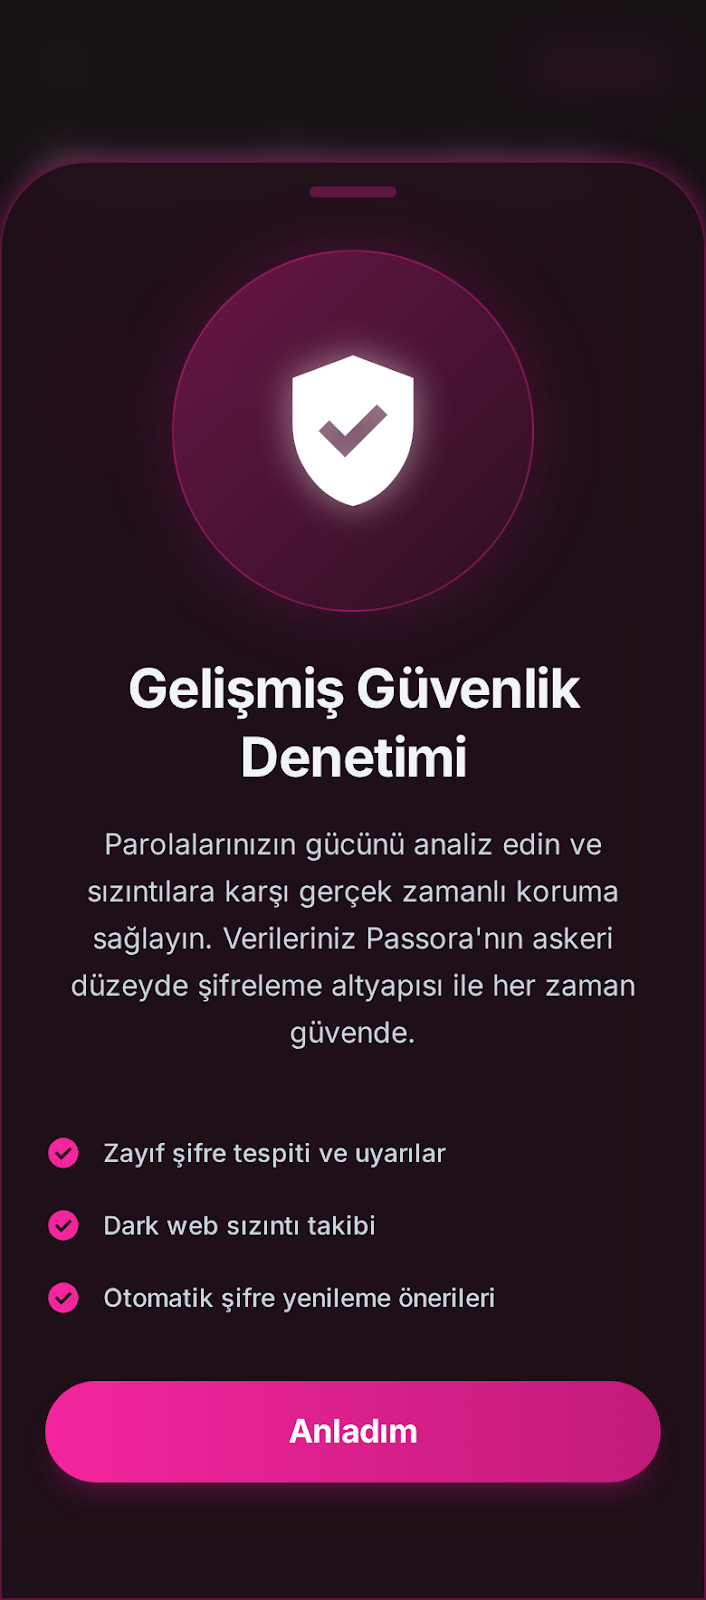 Gelişmiş Güvenlik
Denetimi
Parolalarınızın gücünü analiz edin ve
sızıntılara karşı gerçek zamanlı koruma
sağlayın. Verileriniz Passora'nın askeri
düzeyde şifreleme altyapısı ile her zaman
güvende.
Zayıf şifre tespiti ve uyarılar
Dark web sızıntı takibi
Otomatik şifre yenileme önerileri
Anladım